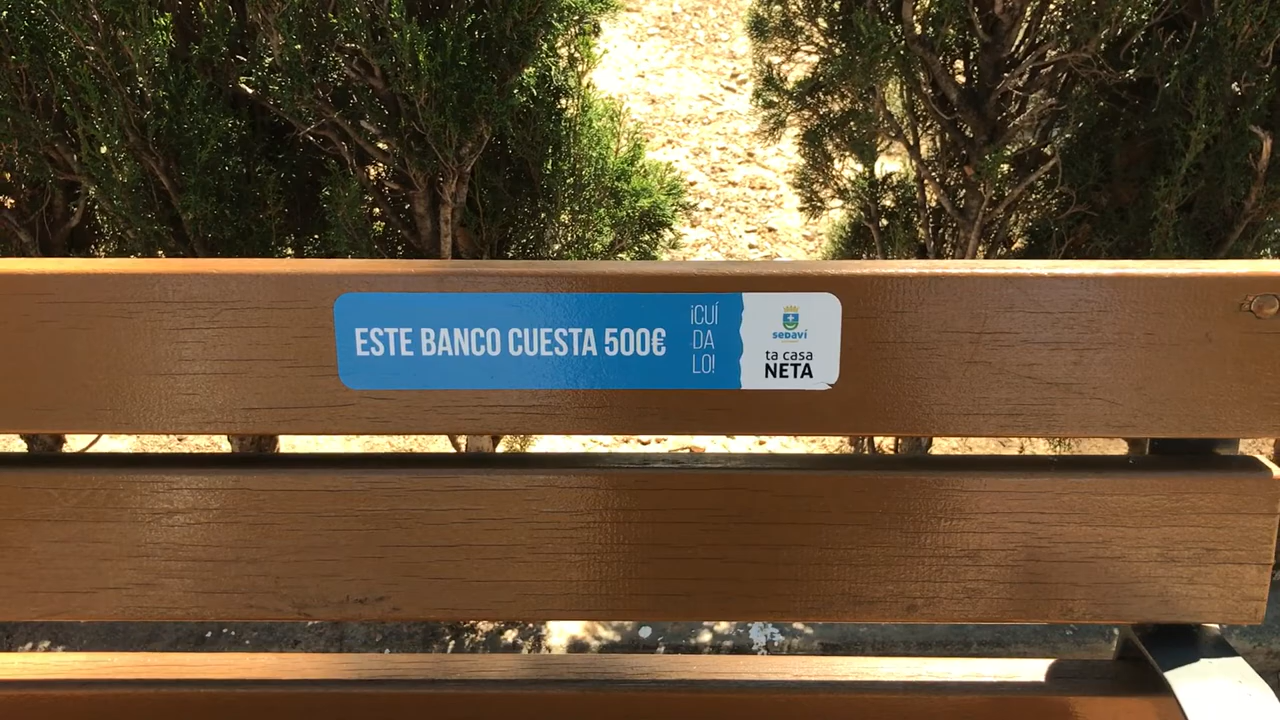 ESTE BANCO CUESTA 500€
¡CUÍ
DA
LO!
sedaví
ta casa
NETA